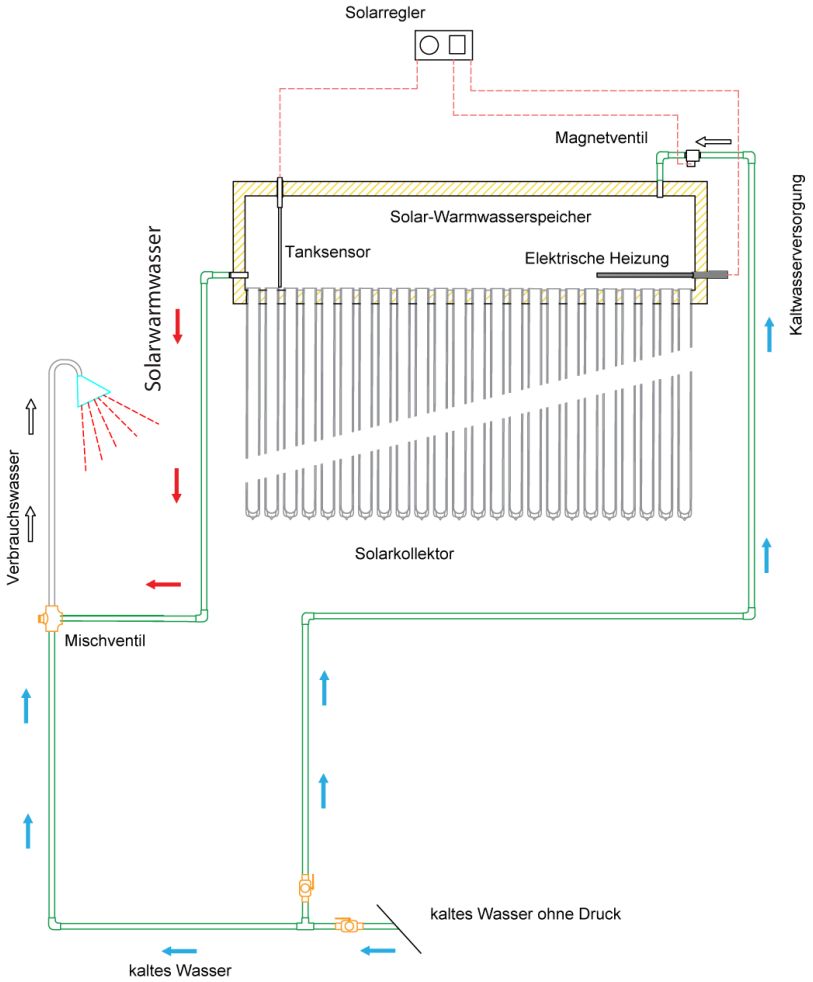 Solarregler
Magnetventil
Solar-Warmwasserspeicher
Tanksensor
Elektrische Heizung
Kaltwasserversorgung
Solarwarmwasser
Verbrauchswasser
Solarkollektor
Mischventil
kaltes Wasser ohne Druck
kaltes Wasser